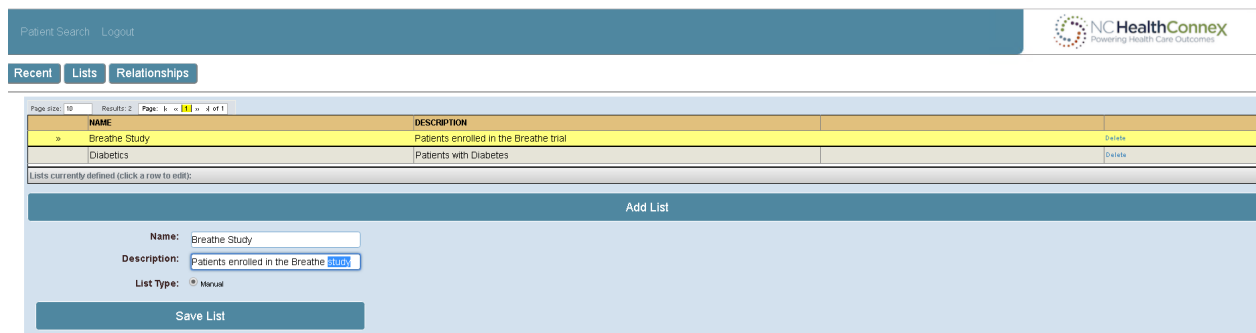 Patient Search Logout
NCHealthConnex
Powering Health Care Outcomes
Recent Lists Relationships
Page size: 10 Results: 2 Page: |< « 1 » >| of 1
NAME DESCRIPTION
» Breathe Study Patients enrolled in the Breathe trial Delete
Diabetics Patients with Diabetes Delete
Lists currently defined (click a row to edit):
Add List
Name: Breathe Study
Description: Patients enrolled in the Breathe study
List Type: Manual
Save List